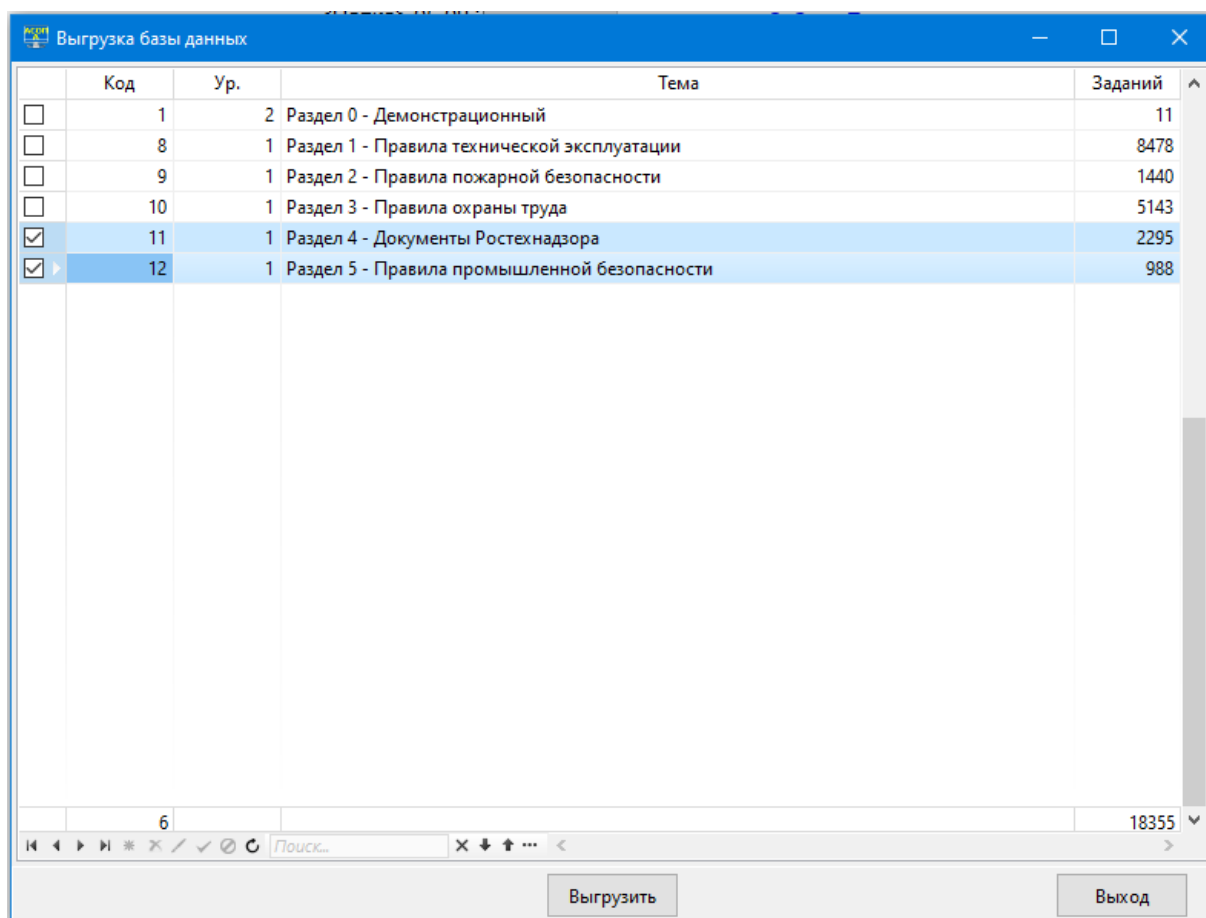 Выгрузка базы данных
Код Ур. Тема Заданий
1 2 Раздел 0 - Демонстрационный 11
8 1 Раздел 1 - Правила технической эксплуатации 8478
9 1 Раздел 2 - Правила пожарной безопасности 1440
10 1 Раздел 3 - Правила охраны труда 5143
11 1 Раздел 4 - Документы Ростехнадзора 2295
12 1 Раздел 5 - Правила промышленной безопасности 988
6 18355
Поиск...
Выгрузить Выход